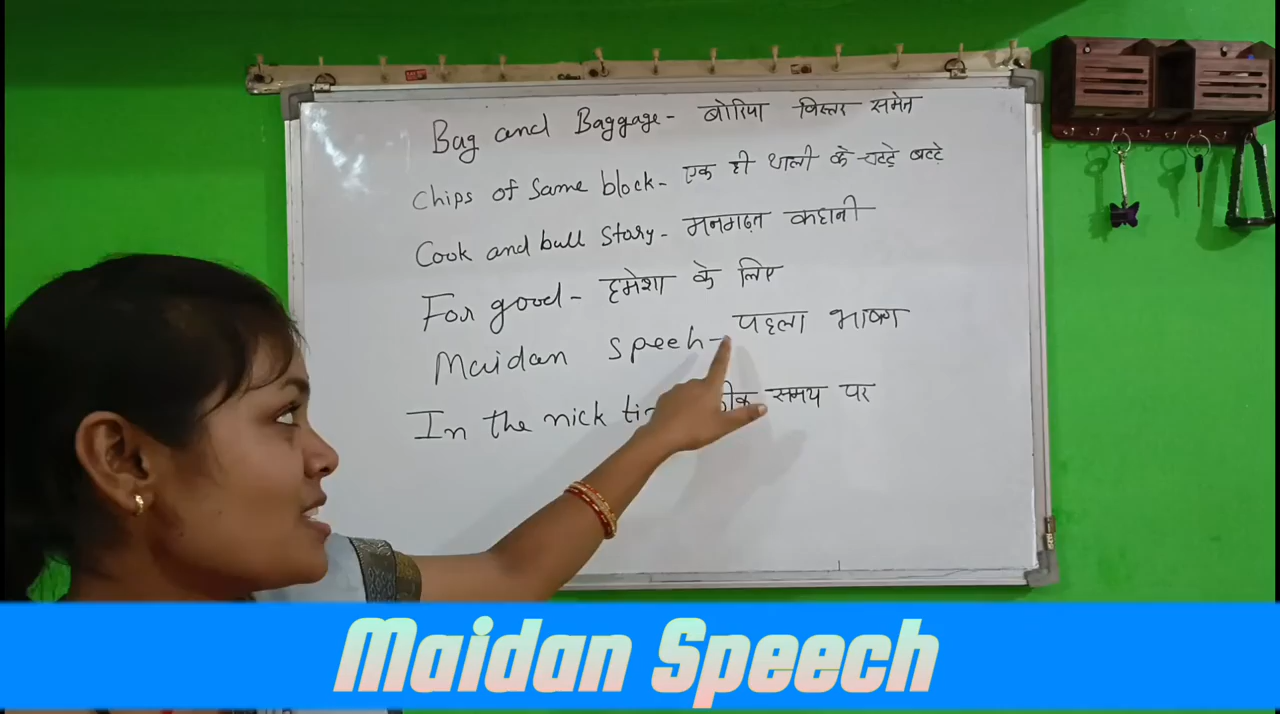 Bag and Baggage - बोरिया बिस्तर समेत
Chips of Same block - एक ही थाली के चट्टे बट्टे
Cook and bull Story - मनगढ़त कहानी
For good - हमेशा के लिए
Maidan speech - पहला भाषण
In the nick समय पर
Maidan Speech